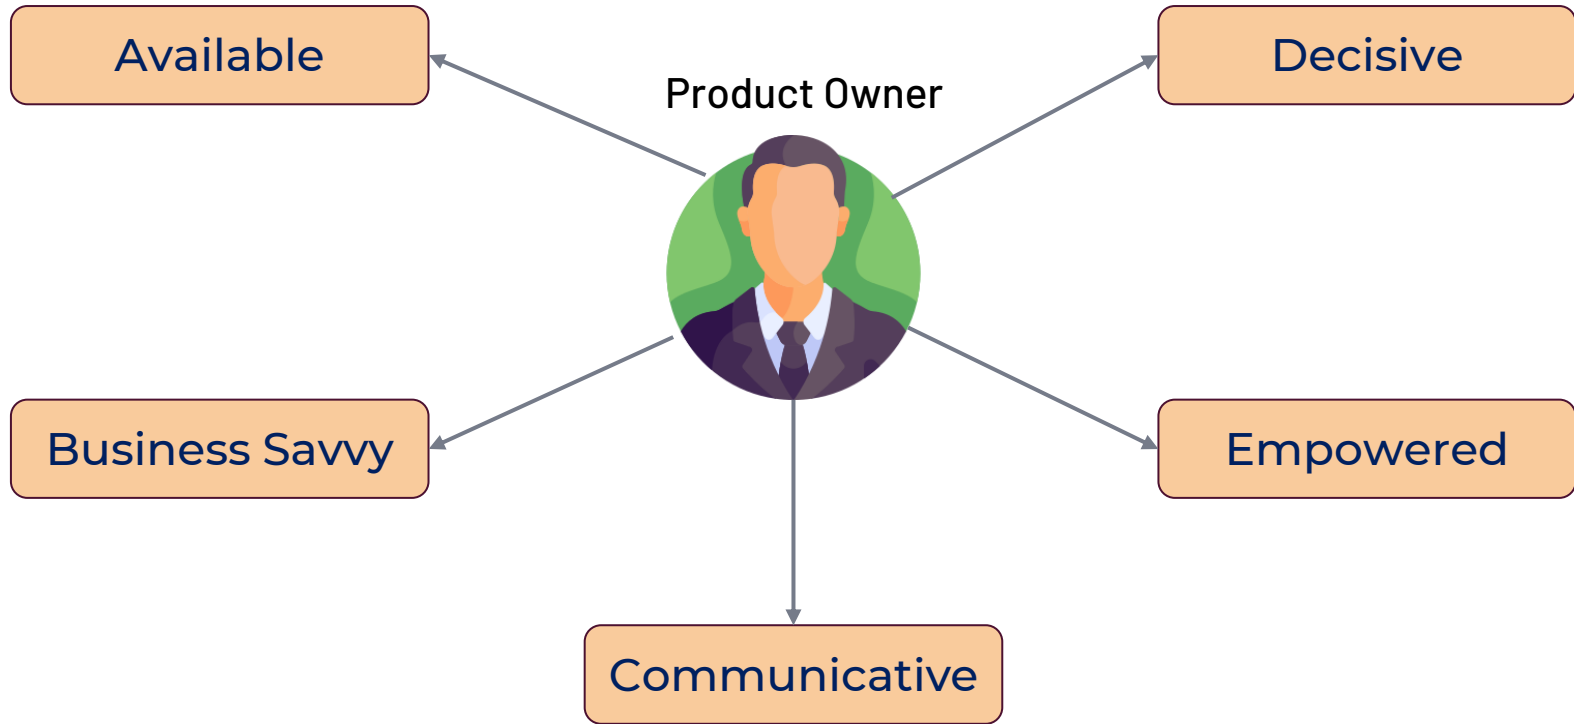 Available
Decisive
Product Owner
Business Savvy
Empowered
Communicative